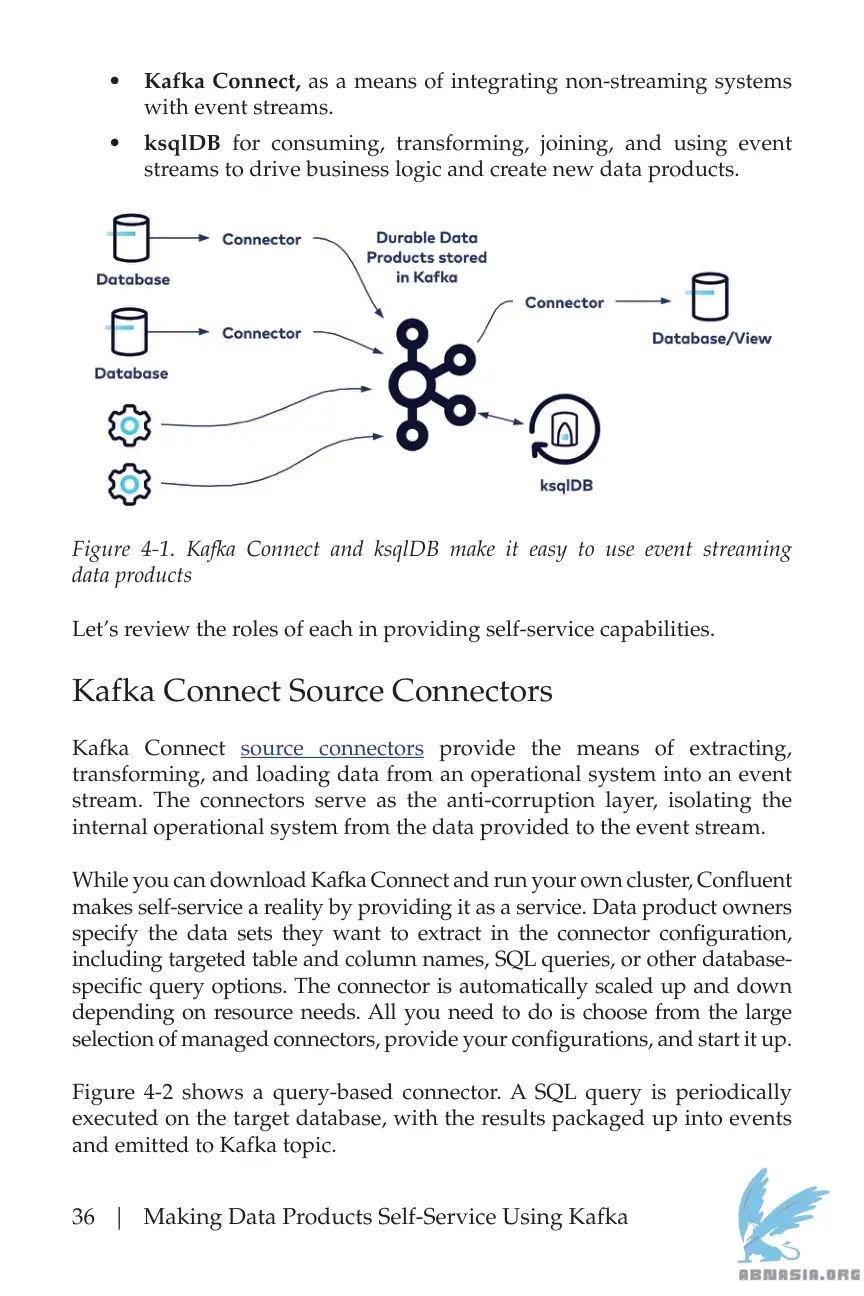 • Kafka Connect, as a means of integrating non-streaming systems
with event streams.
• ksqlDB for consuming, transforming, joining, and using event
streams to drive business logic and create new data products.
Connector
Durable Data
Products stored
in Kafka
Database
Connector
Database/View
Connector
Database
ksqlDB
Figure 4-1. Kafka Connect and ksqlDB make it easy to use event streaming
data products
Let’s review the roles of each in providing self-service capabilities.
Kafka Connect Source Connectors
Kafka Connect source connectors provide the means of extracting,
transforming, and loading data from an operational system into an event
stream. The connectors serve as the anti-corruption layer, isolating the
internal operational system from the data provided to the event stream.
While you can download Kafka Connect and run your own cluster, Confluent
makes self-service a reality by providing it as a service. Data product owners
specify the data sets they want to extract in the connector configuration,
including targeted table and column names, SQL queries, or other database-
specific query options. The connector is automatically scaled up and down
depending on resource needs. All you need to do is choose from the large
selection of managed connectors, provide your configurations, and start it up.
Figure 4-2 shows a query-based connector. A SQL query is periodically
executed on the target database, with the results packaged up into events
and emitted to Kafka topic.
36 | Making Data Products Self-Service Using Kafka
ABNASIA.ORG